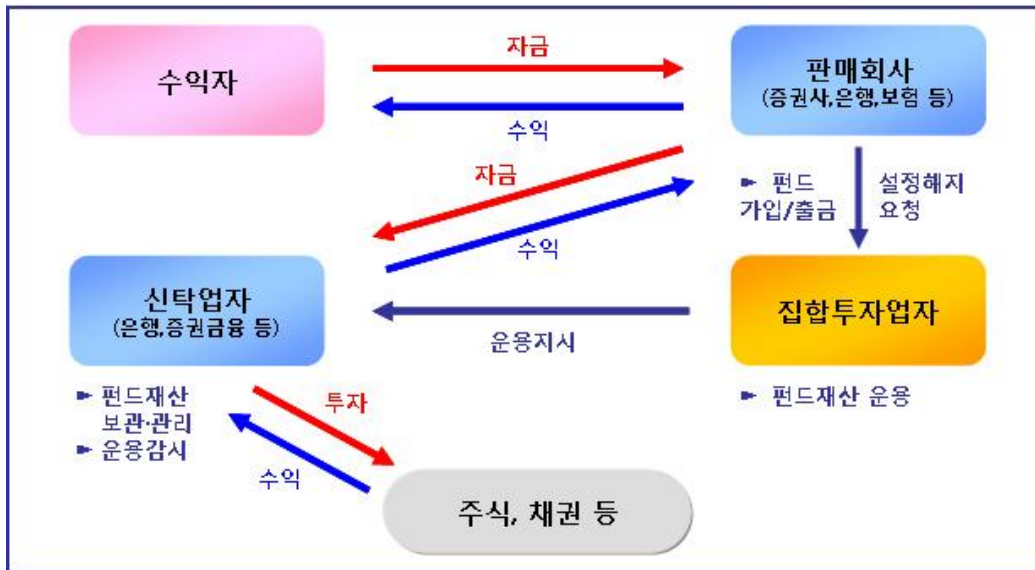 수익자
자금
수익
판매회사
(증권사,은행,보험 등)
자금
수익
► 펀드
가입/출금
설정해지
요청
신탁업자
(은행,증권금융 등)
운용지시
집합투자업자
► 펀드재산
보관·관리
► 운용감시
► 펀드재산 운용
투자
수익
주식, 채권 등